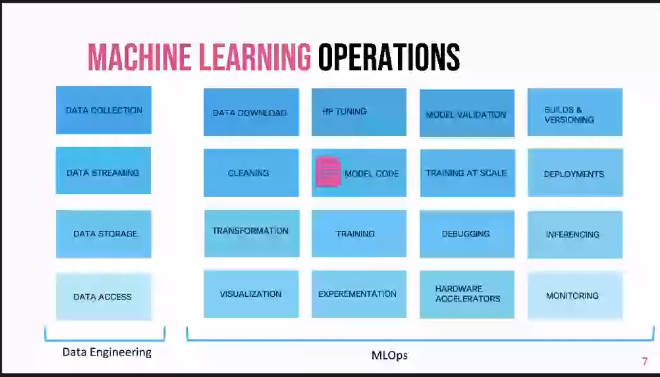 MACHINE LEARNING OPERATIONS
DATA COLLECTION
DATA STREAMING
DATA STORAGE
DATA ACCESS
Data Engineering
DATA DOWNLOAD
HP TUNING
MODEL VALIDATION
BUILDS &
VERSIONING
CLEANING
MODEL CODE
TRAINING AT SCALE
DEPLOYMENTS
TRANSFORMATION
TRAINING
DEBUGGING
INFERENCING
VISUALIZATION
EXPEREMENTATION
HARDWARE
ACCELERATORS
MONITORING
MLOps
7